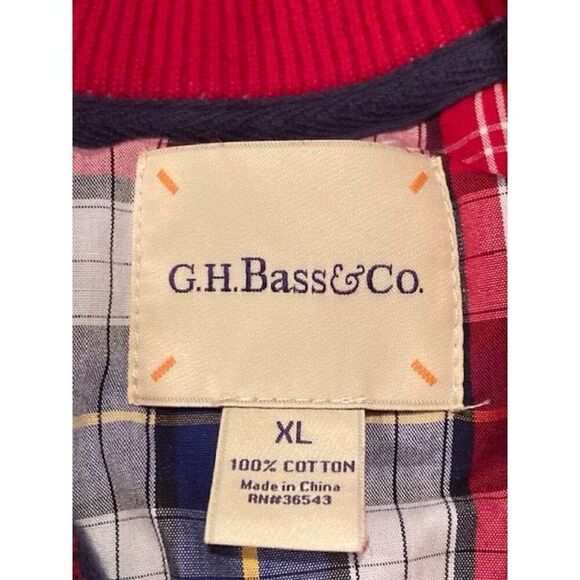 G.H.Bass&Co.
XL
100% COTTON
Made in China
RN#36543